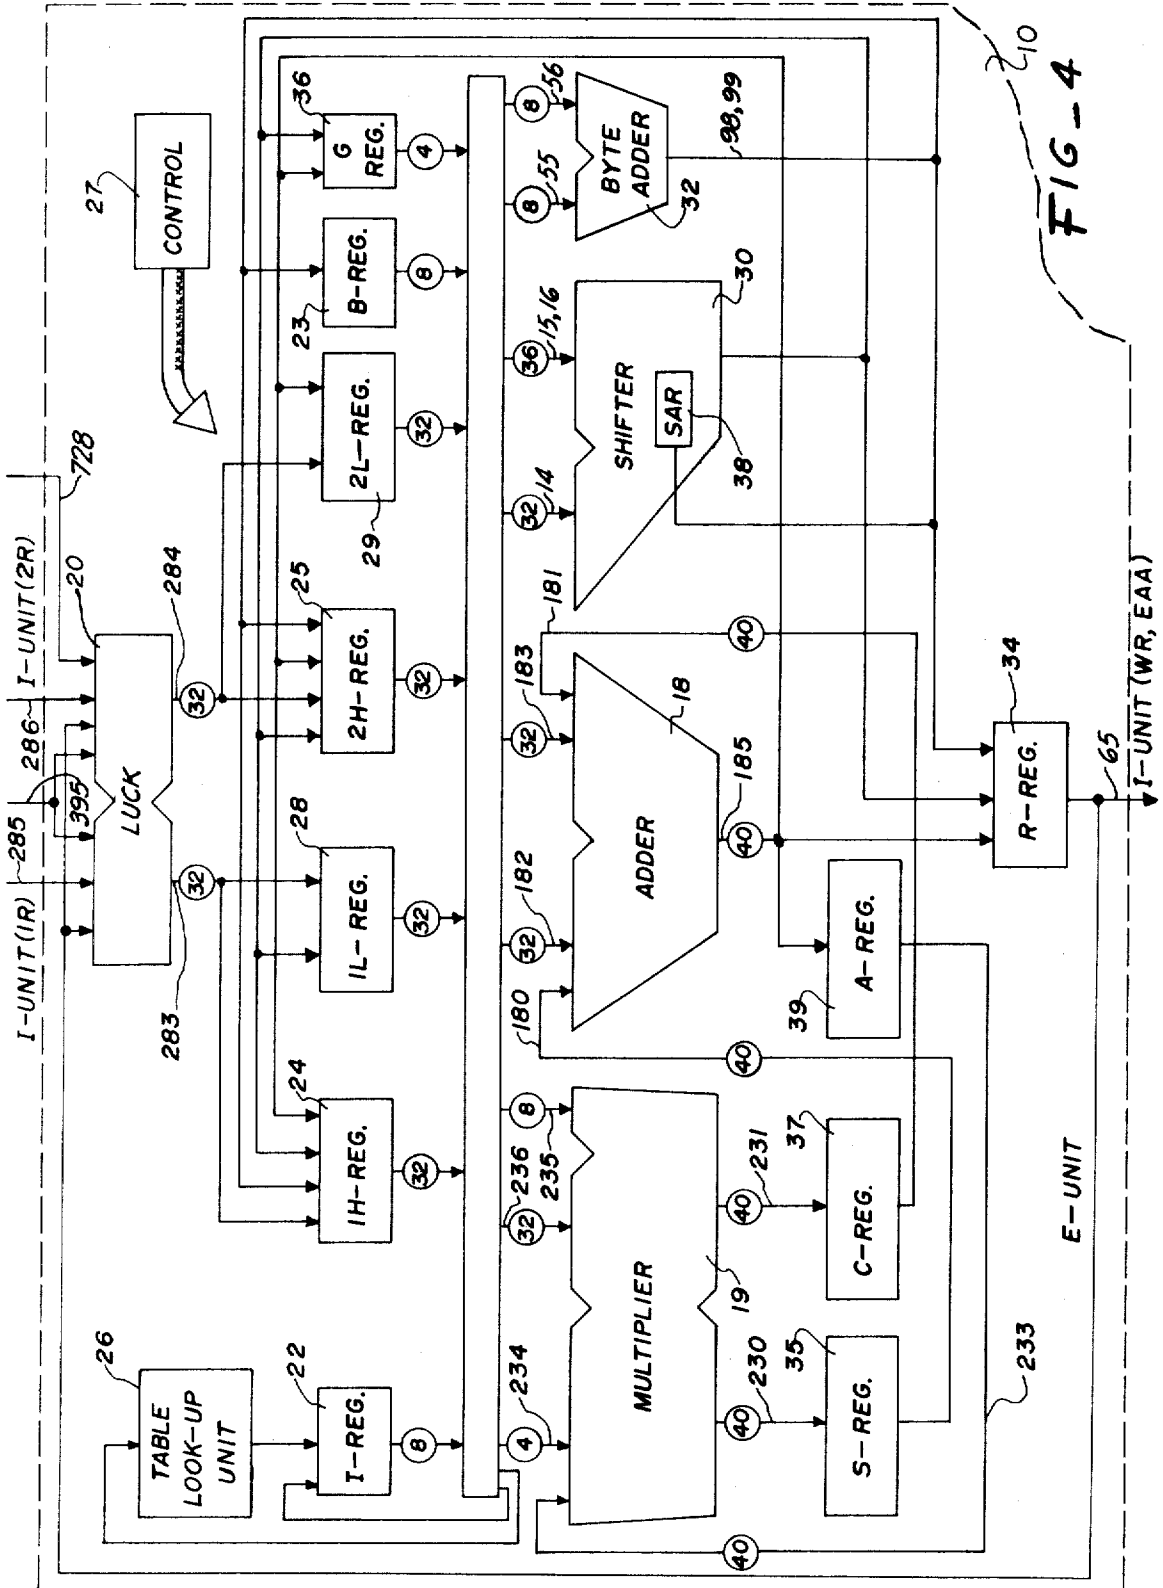 I-UNIT(1R)
285
395
286
I-UNIT(2R)
728
20
LUCK
283
32
32
284
27
CONTROL
26
TABLE
LOOK-UP
UNIT
22
I-REG.
8
24
1H-REG.
32
28
1L-REG.
32
25
2H-REG.
32
2L-REG.
29
32
23
B-REG.
8
36
G
REG.
4
4
234
32
236
8
235
180
32
182
32
183
181
32
14
36
15,16
8
55
8
56
MULTIPLIER
19
ADDER
18
SHIFTER
SAR
38
30
BYTE
ADDER
32
98,99
40
230
40
231
40
40
185
40
40
35
S-REG.
37
C-REG.
39
A-REG.
233
34
R-REG.
65
E-UNIT
I-UNIT(WR, EAA)
10
FIG_4